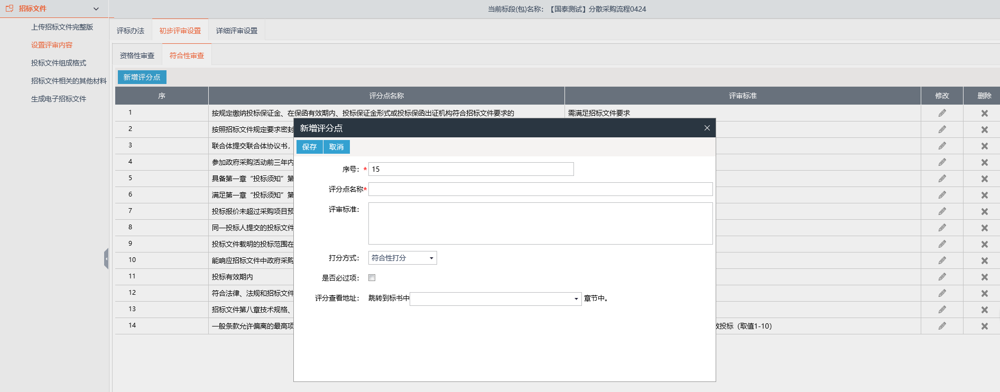 招标文件
当前标段(包)名称：【国泰测试】分散采购流程0424
上传招标文件完整版
设置评审内容
投标文件组成格式
招标文件相关的其他材料
生成电子招标文件
评标办法
初步评审设置
详细评审设置
资格性审查
符合性审查
新增评分点
序
评分点名称
评审标准
修改
删除
1
按规定缴纳投标保证金、在保函有效期内、投标保证金形式或投标保函出证机构符合招标文件要求的
需满足招标文件要求
2
按照招标文件规定要求密封
3
联合体提交联合体协议书，
4
参加政府采购活动前三年内
5
具备第一章“投标须知”第
6
满足第一章“投标须知”第
7
投标报价未超过采购项目预
8
同一投标人提交的投标文件
9
投标文件载明的投标范围在
10
能响应招标文件中政府采购
11
投标有效期内
12
符合法律、法规和招标文件
13
招标文件第八章技术规格、
14
一般条款允许偏离的最高项
效投标（取值1-10）
新增评分点
保存
取消
序号：* 15
评分点名称*
评审标准：
打分方式：
符合性打分
是否必过项：
评分查看地址：
跳转到标书中
章节中。